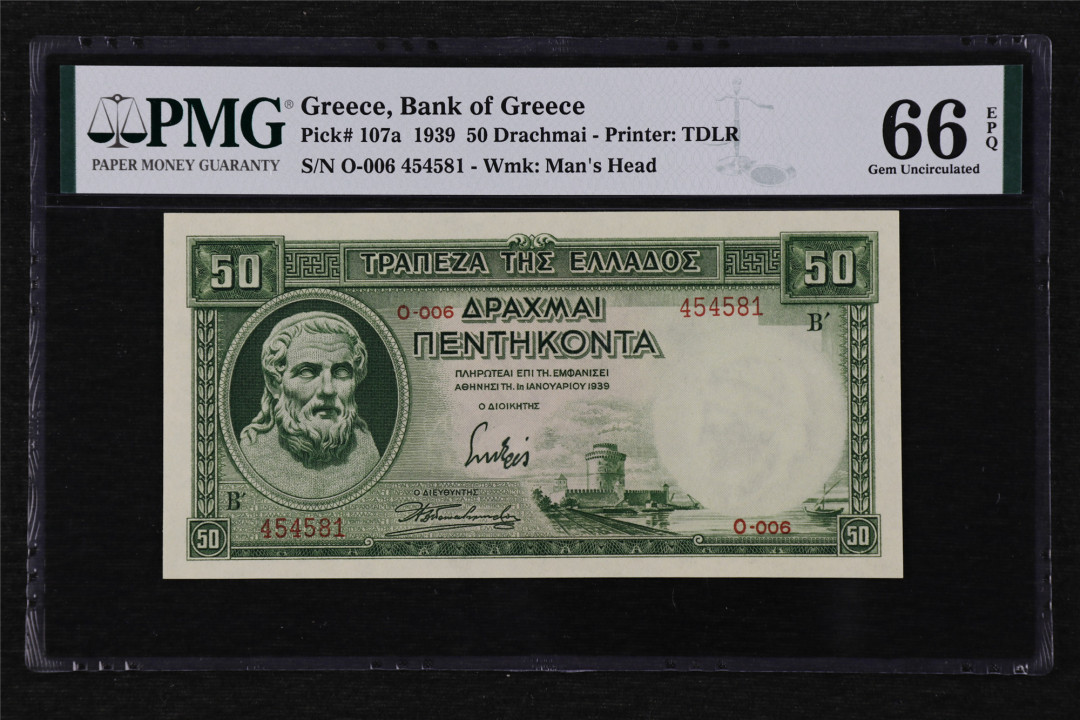 PMG®
PAPER MONEY GUARANTY
Greece, Bank of Greece
Pick# 107a 1939 50 Drachmai - Printer: TDLR
S/N O-006 454581 - Wmk: Man's Head
66
EPQ
Gem Uncirculated
50 ΤΡΑΠΕΖΑ ΤΗΣ ΕΛΛΑΔΟΣ 50
O-006 ΔΡΑΧΜΑΙ 454581
Β′
ΠΕΝΤΗΚΟΝΤΑ
ΠΛΗΡΩΤΕΑΙ ΕΠΙ ΤΗ. ΕΜΦΑΝΙΣΕΙ
ΑΘΗΝΗΣΙ ΤΗ. 1η ΙΑΝΟΥΑΡΙΟΥ 1939
Ο ΔΙΟΙΚΗΤΗΣ
Ο ΔΙΕΥΘΥΝΤΗΣ
Β′
454581 O-006
50 50